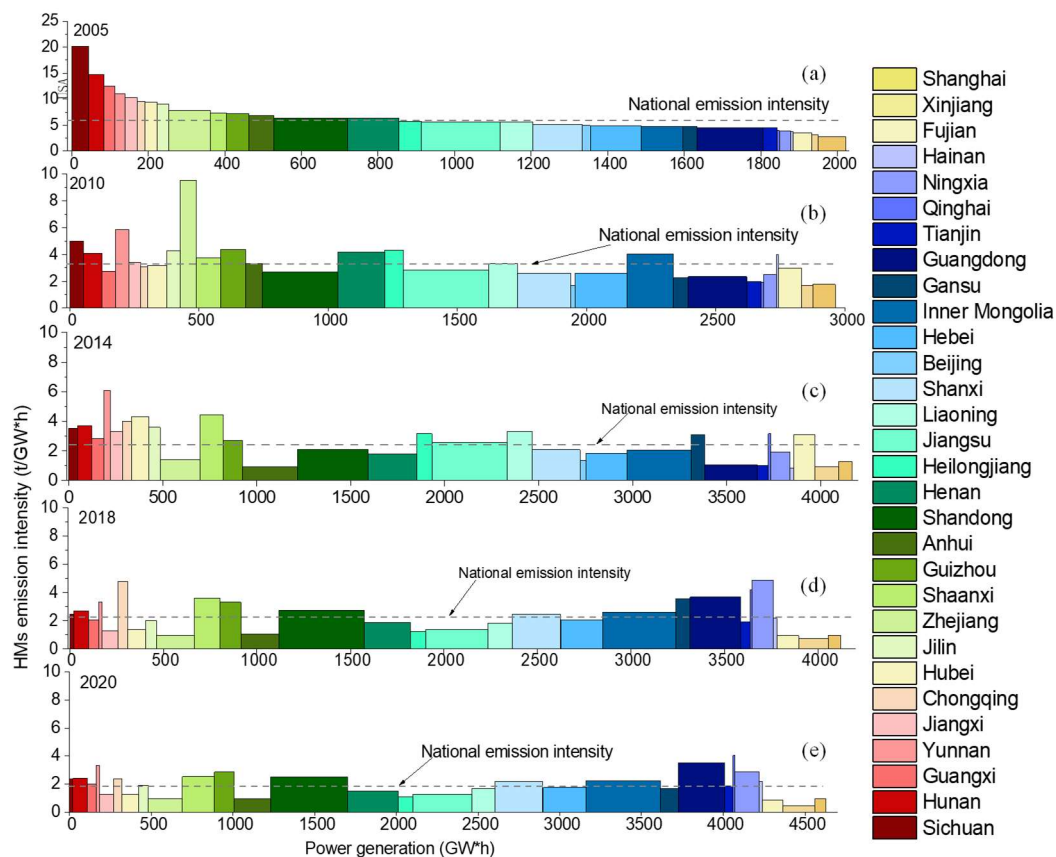 2005
(a)
National emission intensity
25
20
15
10
5
0
0 200 400 600 800 1000 1200 1400 1600 1800 2000
2010
(b)
National emission intensity
10
8
6
4
2
0
0 500 1000 1500 2000 2500 3000
2014
(c)
National emission intensity
10
8
6
4
2
0
0 500 1000 1500 2000 2500 3000 3500 4000
2018
(d)
National emission intensity
10
8
6
4
2
0
0 500 1000 1500 2000 2500 3000 3500 4000
2020
(e)
National emission intensity
10
8
6
4
2
0
0 500 1000 1500 2000 2500 3000 3500 4000 4500
HMs emission intensity (t/GW*h)
Power generation (GW*h)
Shanghai
Xinjiang
Fujian
Hainan
Ningxia
Qinghai
Tianjin
Guangdong
Gansu
Inner Mongolia
Hebei
Beijing
Shanxi
Liaoning
Jiangsu
Heilongjiang
Henan
Shandong
Anhui
Guizhou
Shaanxi
Zhejiang
Jilin
Hubei
Chongqing
Jiangxi
Yunnan
Guangxi
Hunan
Sichuan